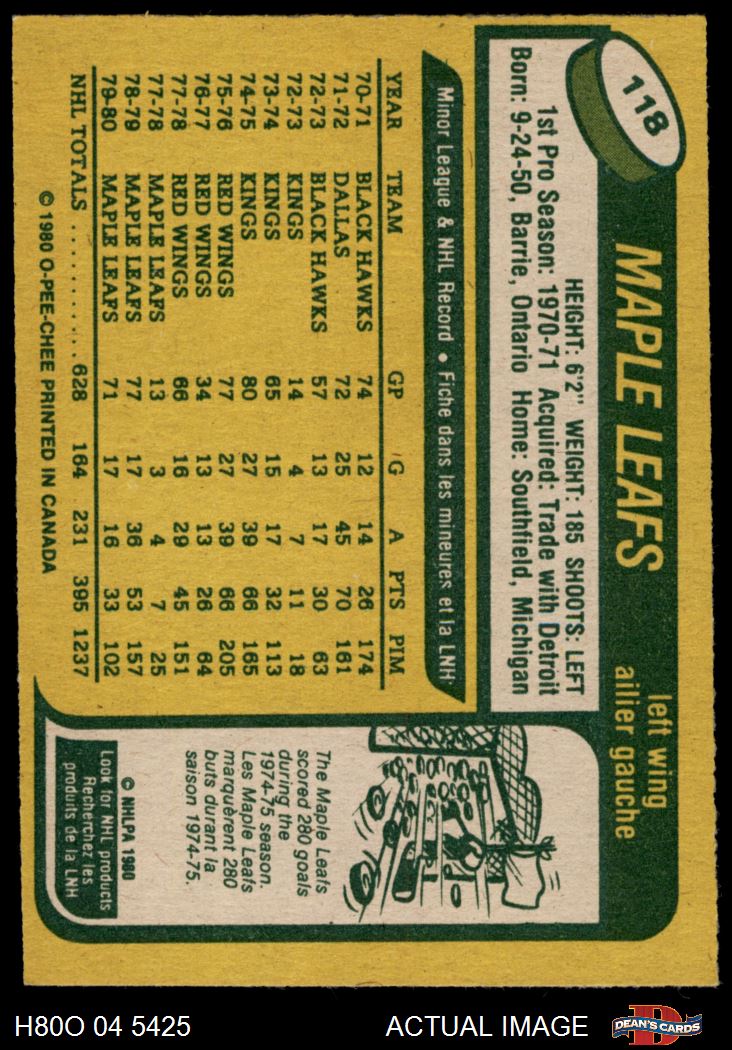 118
MAPLE LEAFS
left wing
ailier gauche
HEIGHT: 6'2" WEIGHT: 185 SHOOTS: LEFT
1st Pro Season: 1970-71 Acquired: Trade with Detroit
Born: 9-24-50, Barrie, Ontario Home: Southfield, Michigan
Minor League & NHL Record • Fiche dans les mineures et la LNH
YEAR TEAM GP G A PTS PIM
70-71 BLACK HAWKS 74 12 14 26 174
71-72 DALLAS 72 25 45 70 161
72-73 BLACK HAWKS 57 13 17 30 63
72-73 KINGS 14 4 7 11 18
73-74 KINGS 65 15 17 32 113
74-75 KINGS 80 27 39 66 165
75-76 RED WINGS 77 27 39 66 205
76-77 RED WINGS 34 13 13 26 64
77-78 RED WINGS 66 16 29 45 151
77-78 MAPLE LEAFS 13 3 4 7 25
78-79 MAPLE LEAFS 77 17 36 53 157
79-80 MAPLE LEAFS 71 17 16 33 102
NHL TOTALS .......... 628 164 231 395 1237
© 1980 O-PEE-CHEE PRINTED IN CANADA
The Maple Leafs
scored 280 goals
during the
1974-75 season.
Les Maple Leafs
marquèrent 280
buts durant la
saison 1974-75.
© NHLPA 1980
Look for NHL products
Recherchez les
produits de la LNH
H80O 04 5425
ACTUAL IMAGE
D
DEAN'S CARDS